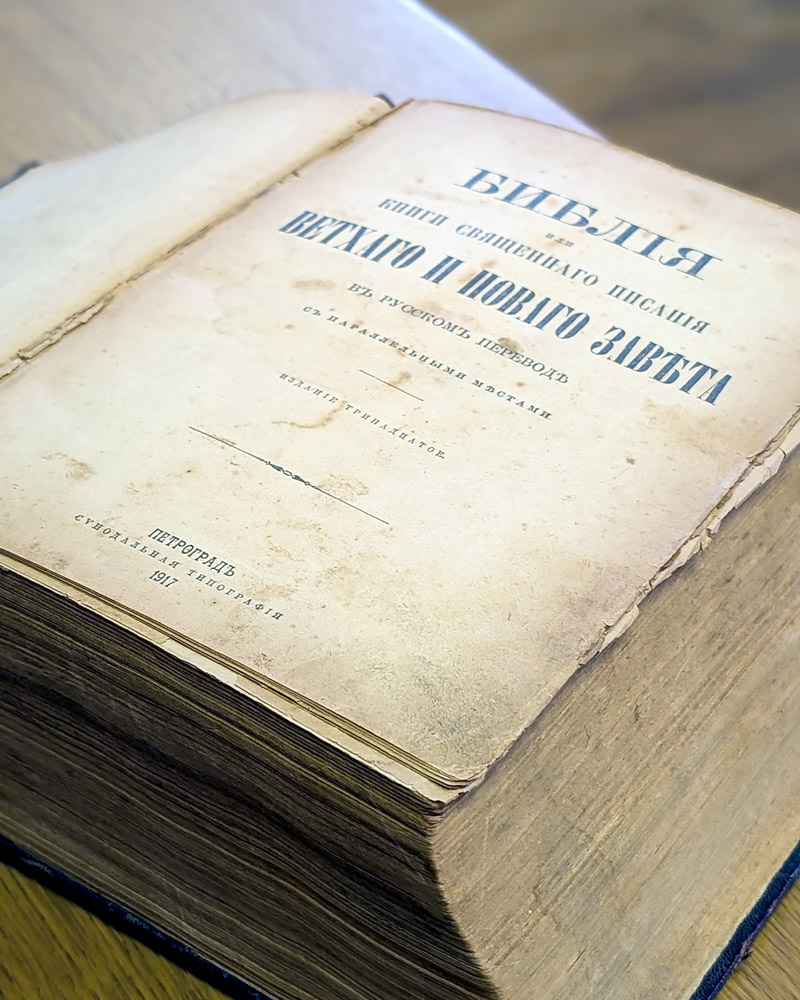 БИБЛІЯ
ИЛИ
КНИГИ СВЯЩЕННАГО ПИСАНІЯ
ВЕТХАГО И НОВАГО ЗАВѢТА
ВЪ РУССКОМЪ ПЕРЕВОДѢ
СЪ ПАРАЛЛЕЛЬНЫМИ МѢСТАМИ
ИЗДАНІЕ ТРИНАДЦАТОЕ.
ПЕТРОГРАДЪ
СУНОДАЛЬНАЯ ТИПОГРАФІЯ
1917